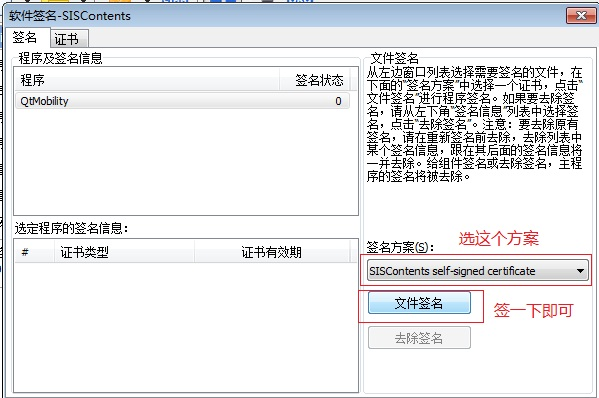 软件签名-SISContents
签名 证书
程序及签名信息
程序 签名状态
QtMobility 0
选定程序的签名信息：
# 证书类型 证书有效期
文件签名
从左边窗口列表选择需要签名的文件，在
下面的“签名方案”中选择一个证书，点击“
文件签名”进行程序签名。如果要去除签
名，请从左下角“签名信息”列表中选择签
名，点击“去除签名”。注意：要去除原有
签名，请在重新签名前去除，去除列表中
某个签名信息，跟在其后面的签名信息将
一并去除。给组件签名或去除签名，主程
序的签名将被去除。
选这个方案
签名方案(S)：
SISContents self-signed certificate
文件签名
签一下即可
去除签名